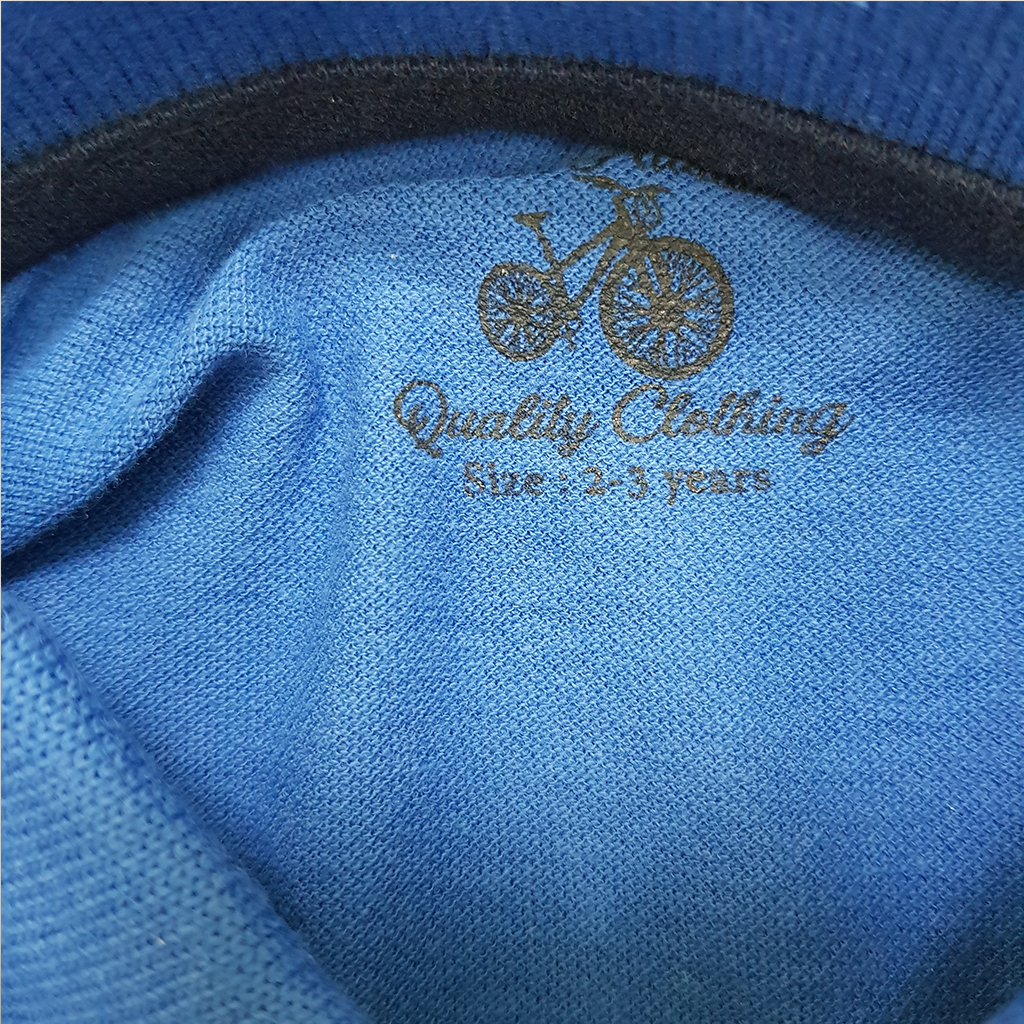 Quality Clothing
Size : 2-3 years